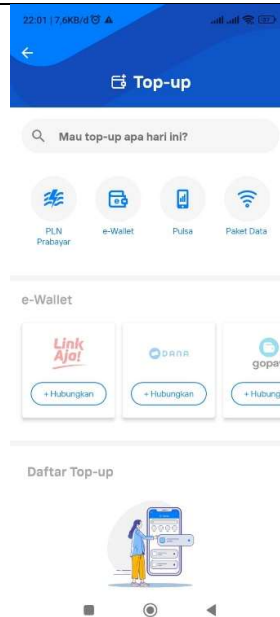 22:01 | 7,6KB/d
Top-up
Mau top-up apa hari ini?
PLN Prabayar
e-Wallet
Pulsa
Paket Data
e-Wallet
Link Aja!
DANA
gopa
+ Hubungkan
+ Hubungkan
+ Hubung
Daftar Top-up